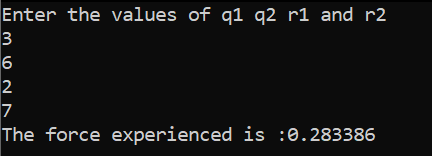 Enter the values of q1 q2 r1 and r2
3
6
2
7
The force experienced is :0.283386